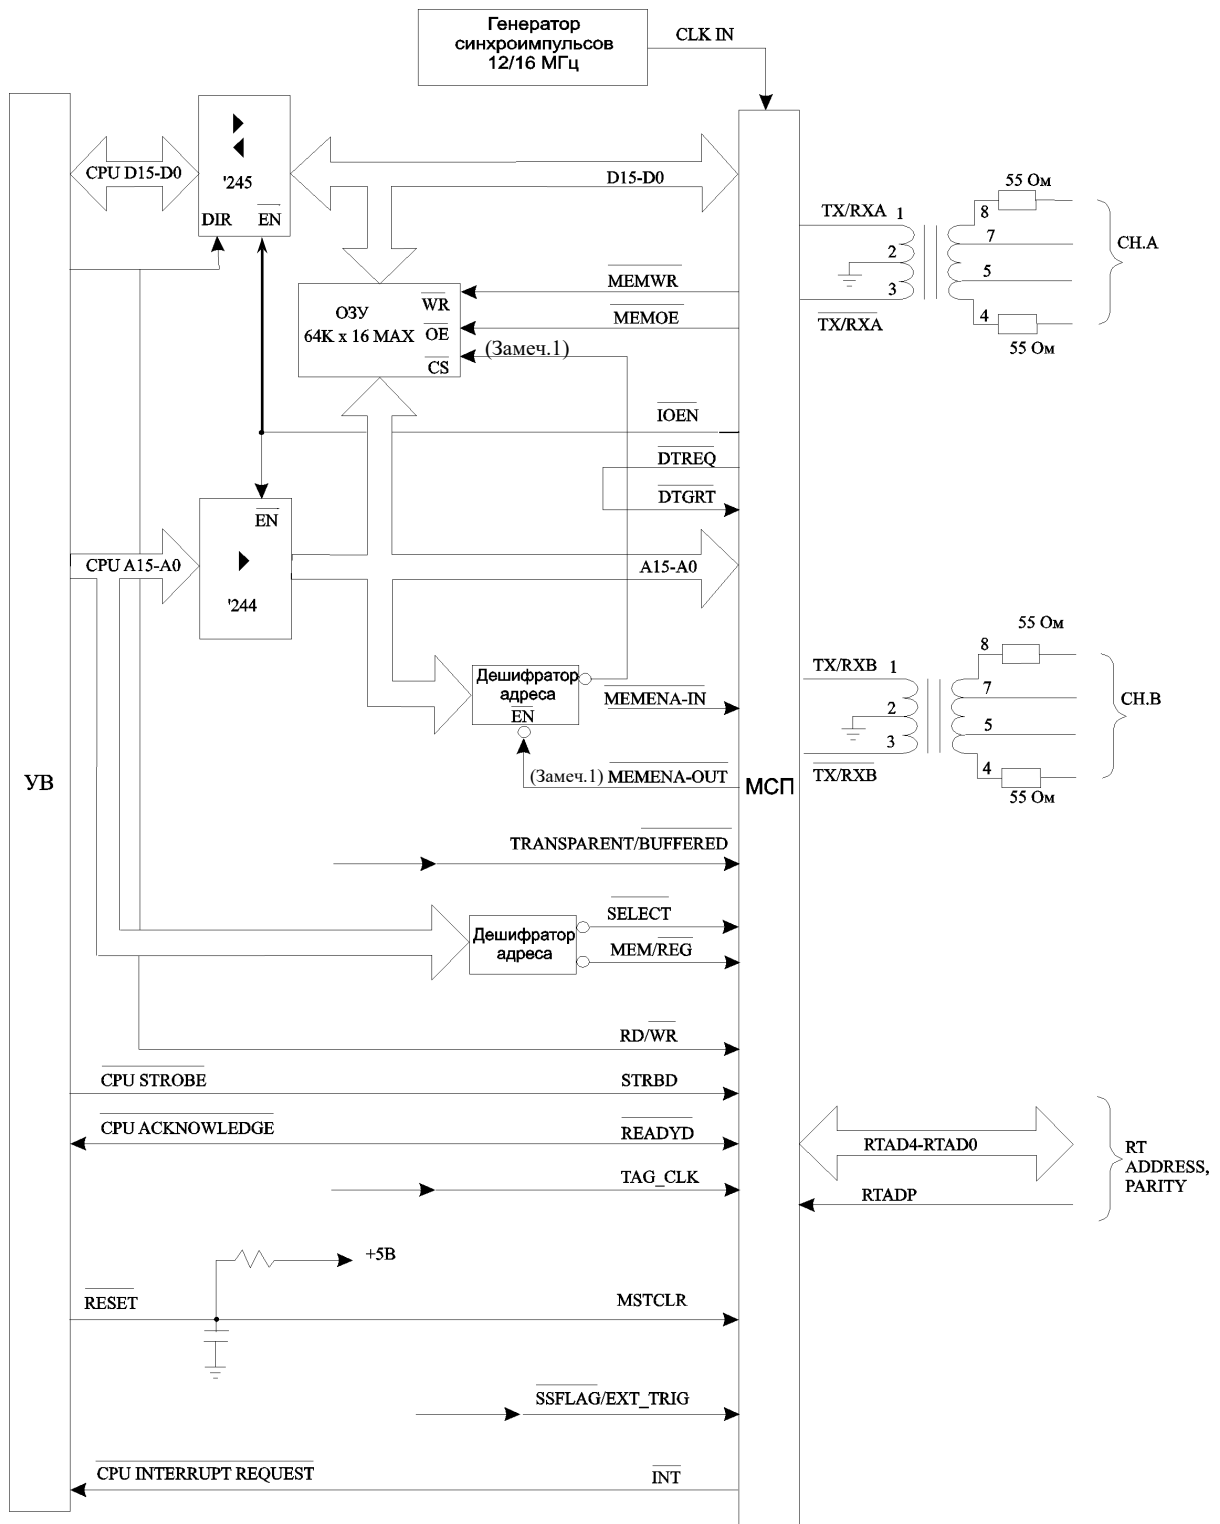 Генератор
синхроимпульсов
12/16 МГц
CLK IN
CPU D15-D0
'245
DIR
EN
D15-D0
ОЗУ
64K x 16 MAX
WR
OE
CS
MEMWR
MEMOE
(Замеч.1)
IOEN
DTREQ
DTGRT
EN
'244
CPU A15-A0
A15-A0
Дешифратор
адреса
EN
MEMENA-IN
(Замеч.1) MEMENA-OUT
УВ
МСП
TRANSPARENT/BUFFERED
Дешифратор
адреса
SELECT
MEM/REG
RD/WR
CPU STROBE
STRBD
CPU ACKNOWLEDGE
READYD
TAG_CLK
+5В
RESET
MSTCLR
SSFLAG/EXT_TRIG
CPU INTERRUPT REQUEST
INT
TX/RXA
1
2
3
TX/RXA
55 Ом
8
7
5
4
55 Ом
CH.A
TX/RXB
1
2
3
TX/RXB
55 Ом
8
7
5
4
55 Ом
CH.B
RTAD4-RTAD0
RTADP
RT
ADDRESS,
PARITY